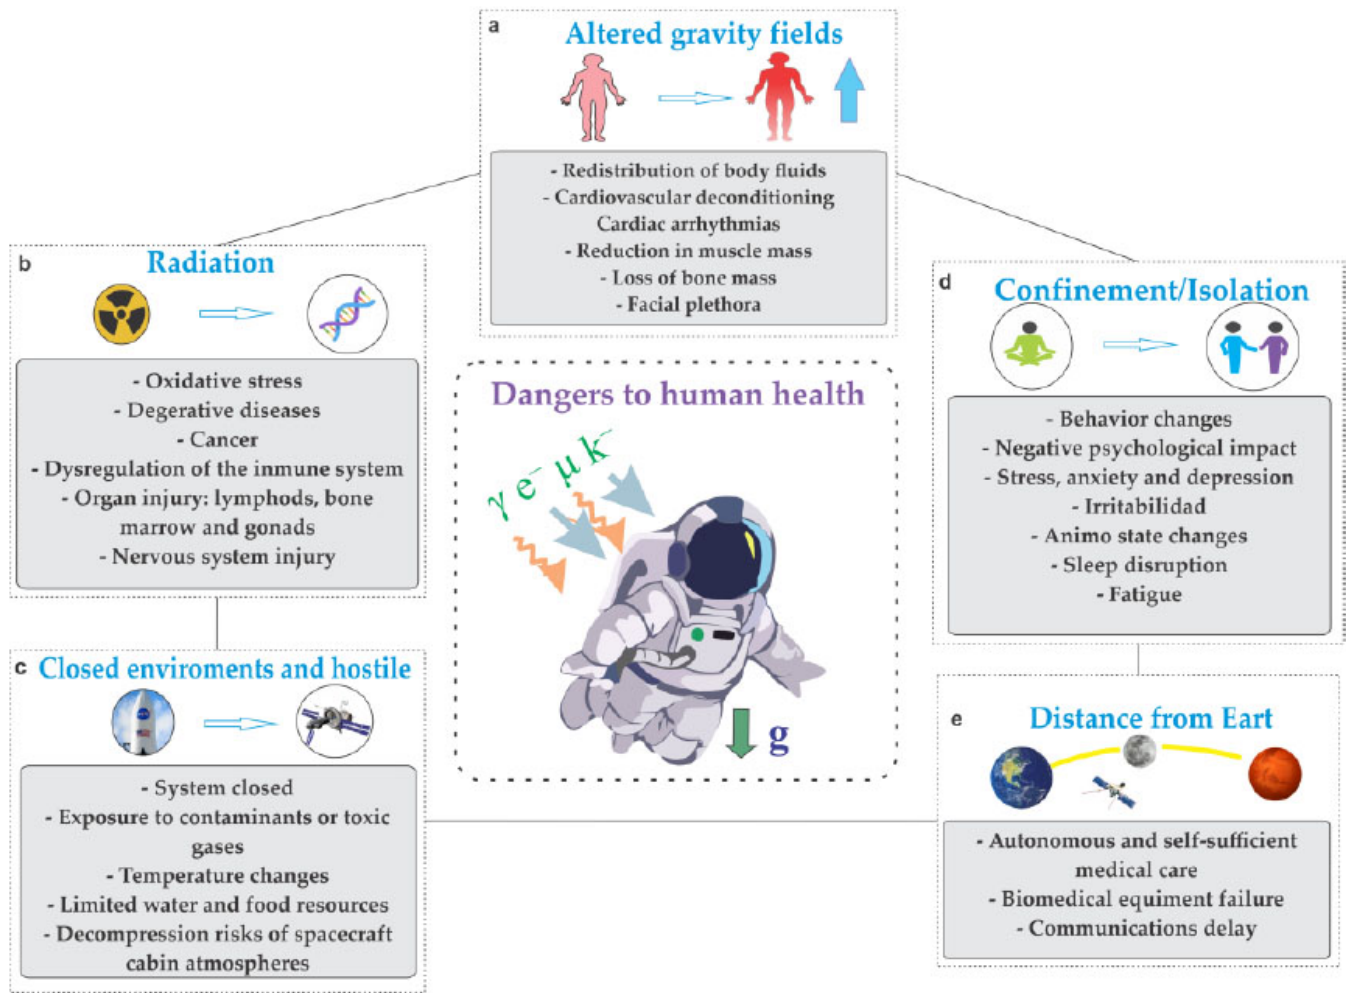 a
Altered gravity fields
- Redistribution of body fluids
- Cardiovascular deconditioning
Cardiac arrhythmias
- Reduction in muscle mass
- Loss of bone mass
- Facial plethora
b
Radiation
- Oxidative stress
- Degerative diseases
- Cancer
- Dysregulation of the inmune system
- Organ injury: lymphods, bone
marrow and gonads
- Nervous system injury
c
Closed enviroments and hostile
- System closed
- Exposure to contaminants or toxic
gases
- Temperature changes
- Limited water and food resources
- Decompression risks of spacecraft
cabin atmospheres
d
Confinement/Isolation
- Behavior changes
- Negative psychological impact
- Stress, anxiety and depression
- Irritabilidad
- Animo state changes
- Sleep disruption
- Fatigue
e
Distance from Eart
- Autonomous and self-sufficient
medical care
- Biomedical equiment failure
- Communications delay
Dangers to human health
γ e⁻ μ k⁻
g